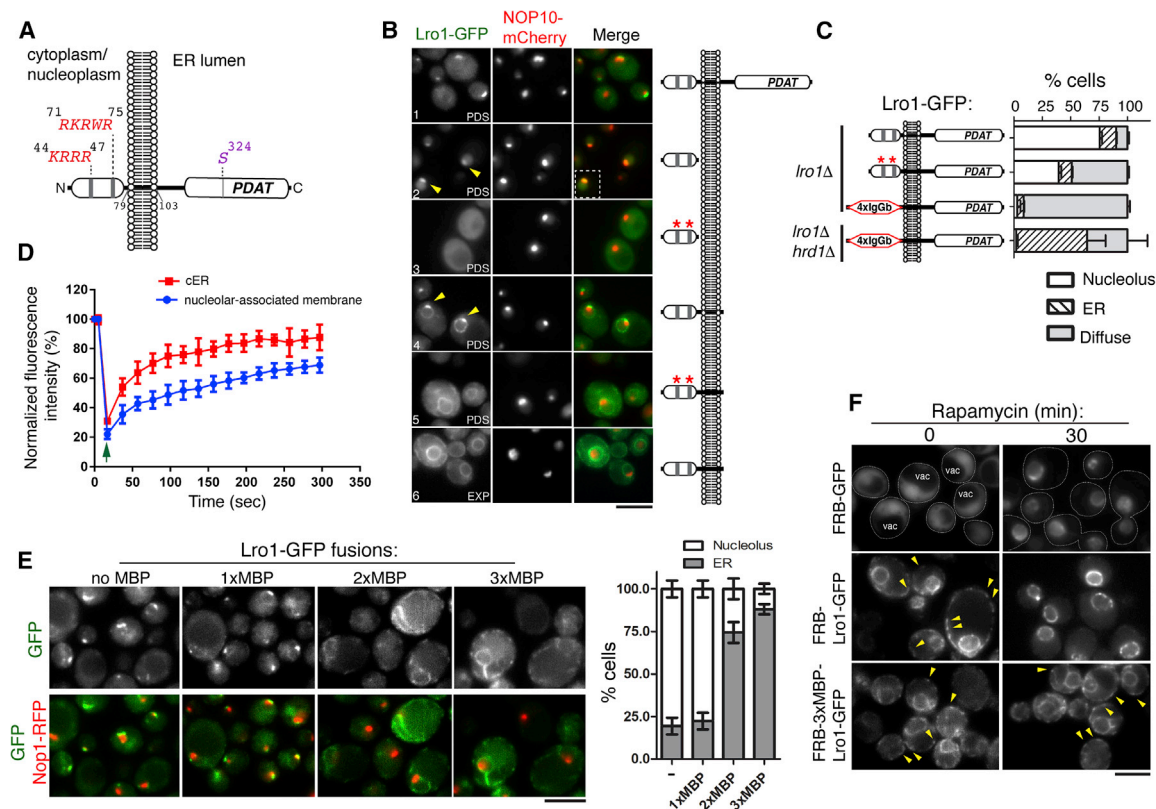 A
cytoplasm/
nucleoplasm
ER lumen
71
RKRWR
75
44
KRRR
47
S
324
N
PDAT
C
79
103
B
Lro1-GFP
NOP10-
mCherry
Merge
1
PDS
2
PDS
3
PDS
4
PDS
5
PDS
6
EXP
PDAT
* *
* *
C
% cells
Lro1-GFP:
0 25 50 75 100
lro1Δ
PDAT
* *
PDAT
4xIgGb
PDAT
lro1Δ
hrd1Δ
4xIgGb
PDAT
Nucleolus
ER
Diffuse
D
cER
nucleolar-associated membrane
Normalized fluorescence
intensity (%)
120
100
80
60
40
20
0
0 50 100 150 200 250 300 350
Time (sec)
E
Lro1-GFP fusions:
no MBP
1xMBP
2xMBP
3xMBP
GFP
GFP
Nop1-RFP
Nucleolus
ER
% cells
100.0
75.0
50.0
25.0
0.0
–
1xMBP
2xMBP
3xMBP
F
Rapamycin (min):
0
30
FRB-GFP
vac
vac
vac
vac
FRB-
Lro1-GFP
FRB-3xMBP-
Lro1-GFP